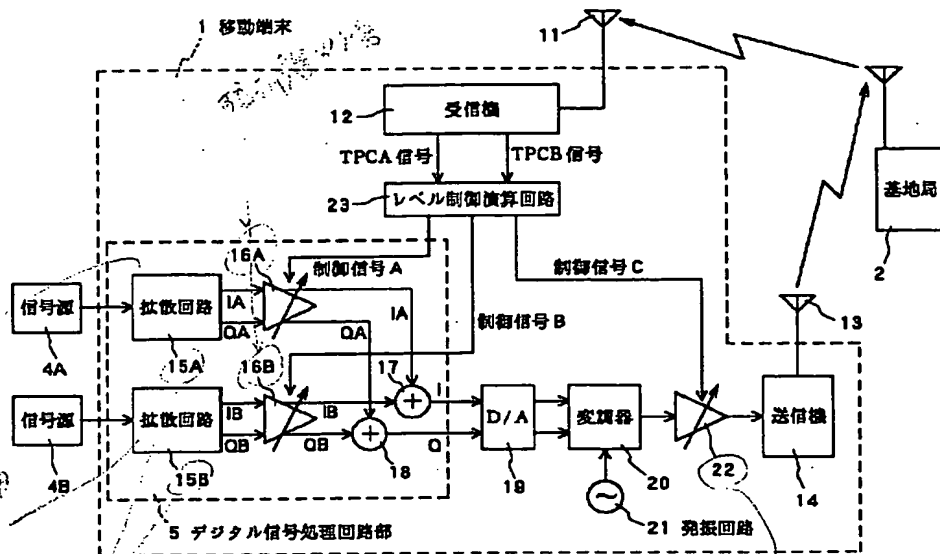 1 移動端末
11
12
受信機
TPCA 信号
TPCB 信号
23
レベル制御演算回路
基地局
2
16A
制御信号 A
制御信号 C
制御信号 B
13
信号源
4A
拡散回路
15A
IA
QA
IA
QA
16B
17
I
信号源
4B
拡散回路
15B
IB
QB
IB
QB
18
Q
D/A
19
変調器
20
22
送信機
14
21 発振回路
5 デジタル信号処理回路部